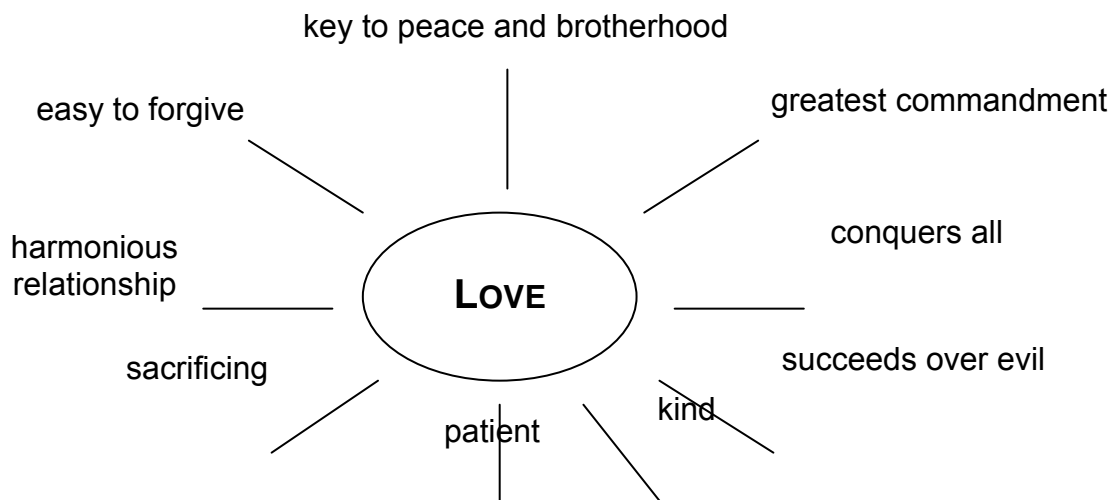 key to peace and brotherhood
easy to forgive
greatest commandment
harmonious
relationship
conquers all
LOVE
sacrificing
succeeds over evil
patient
kind